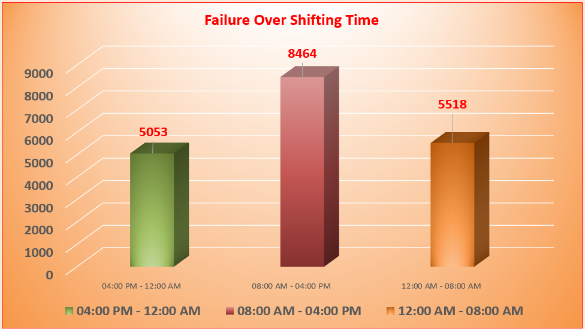 Failure Over Shifting Time
8464
9000
8000
7000
6000
5000
4000
3000
2000
1000
0
5053
5518
04:00 PM - 12:00 AM
08:00 AM - 04:00 PM
12:00 AM - 08:00 AM
04:00 PM - 12:00 AM
08:00 AM - 04:00 PM
12:00 AM - 08:00 AM